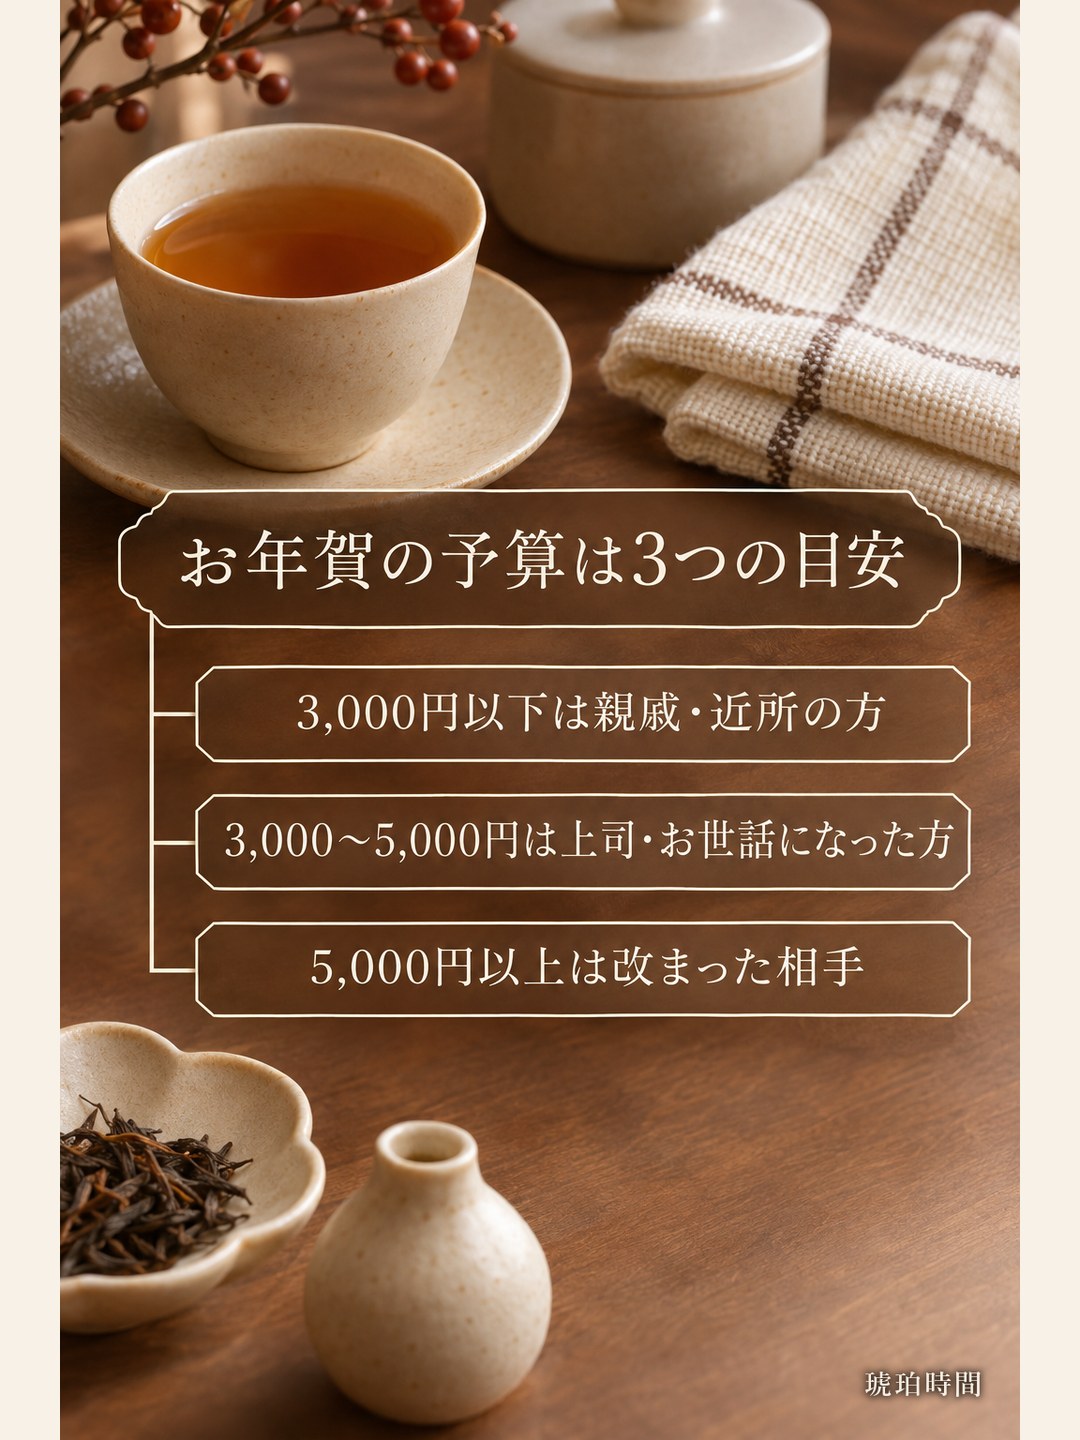 お年賀の予算は3つの目安
3,000円以下は親戚・近所の方
3,000〜5,000円は上司・お世話になった方
5,000円以上は改まった相手
琥珀時間